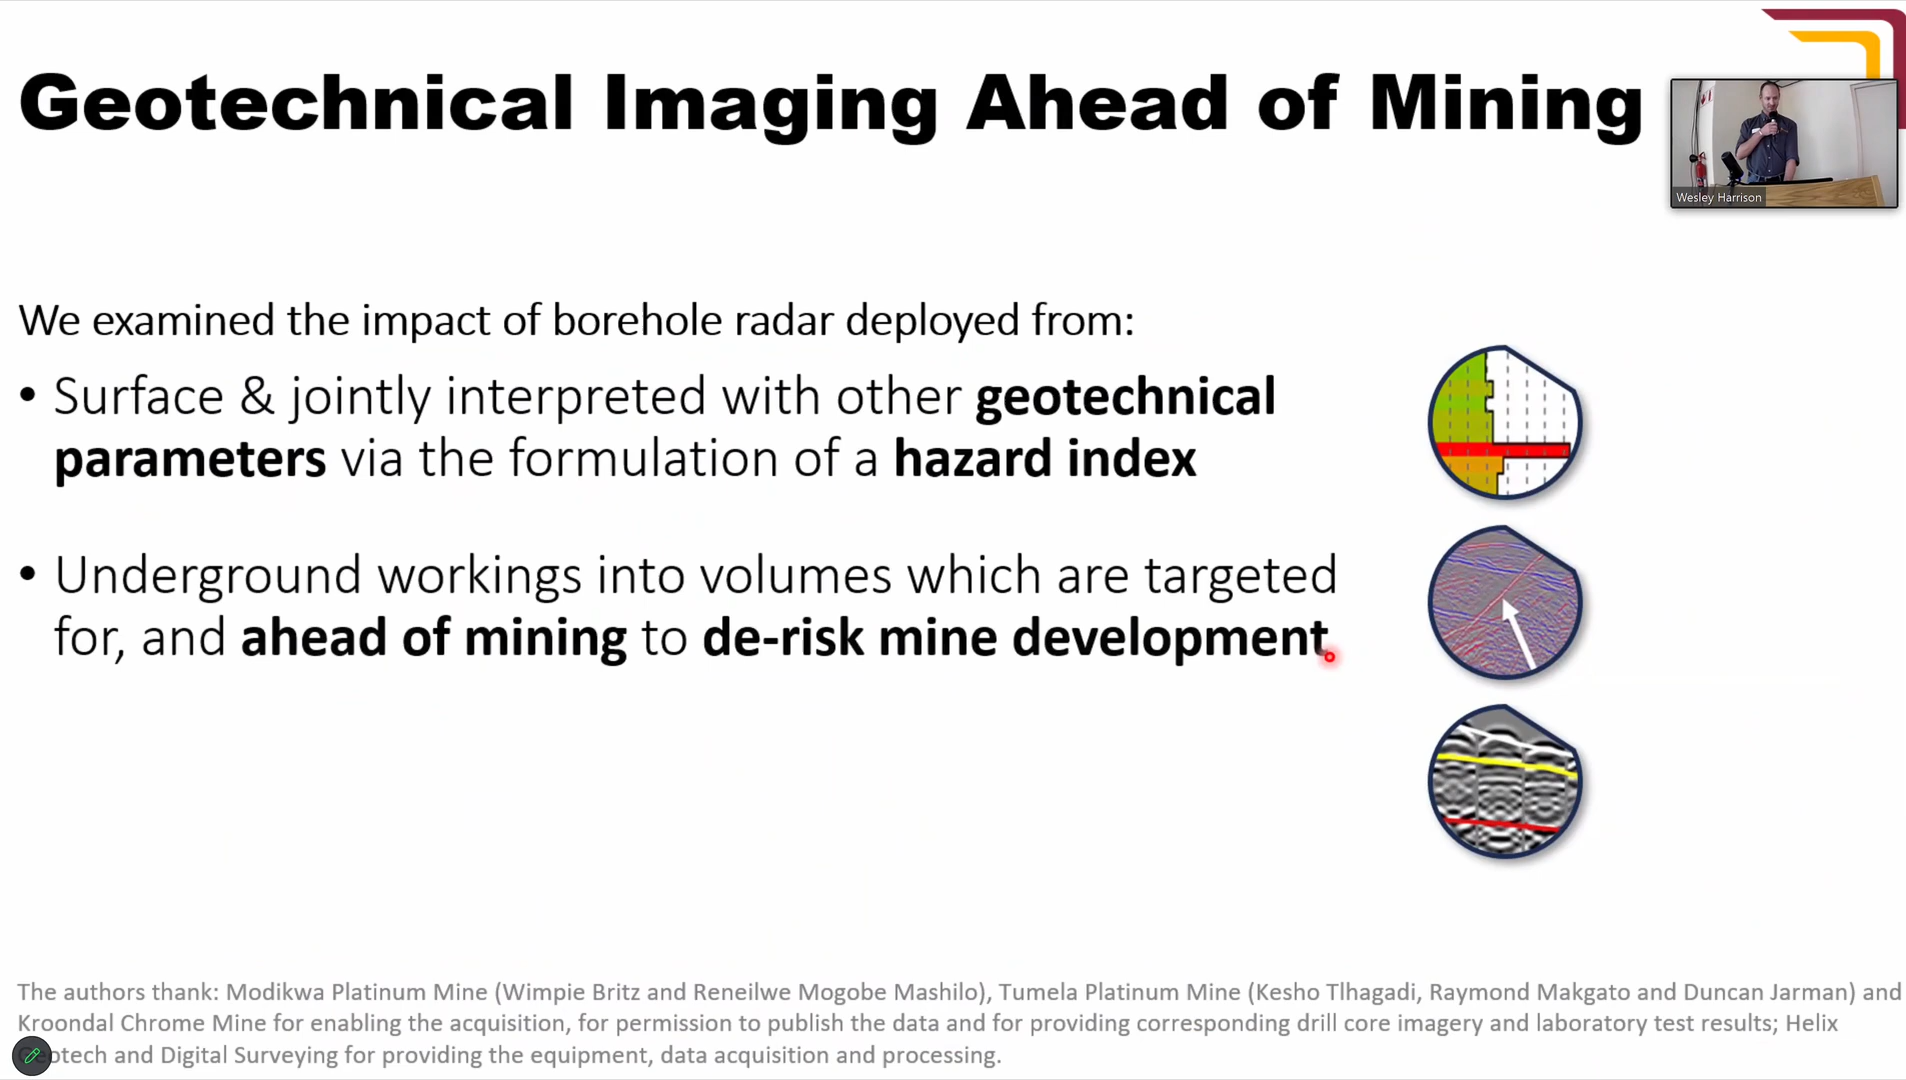 Geotechnical Imaging Ahead of Mining
Wesley Harrison
We examined the impact of borehole radar deployed from:
• Surface & jointly interpreted with other geotechnical
parameters via the formulation of a hazard index
• Underground workings into volumes which are targeted
for, and ahead of mining to de-risk mine development.
The authors thank: Modikwa Platinum Mine (Wimpie Britz and Reneilwe Mogobe Mashilo), Tumela Platinum Mine (Kesho Tlhagadi, Raymond Makgato and Duncan Jarman) and
Kroondal Chrome Mine for enabling the acquisition, for permission to publish the data and for providing corresponding drill core imagery and laboratory test results; Helix
otech and Digital Surveying for providing the equipment, data acquisition and processing.